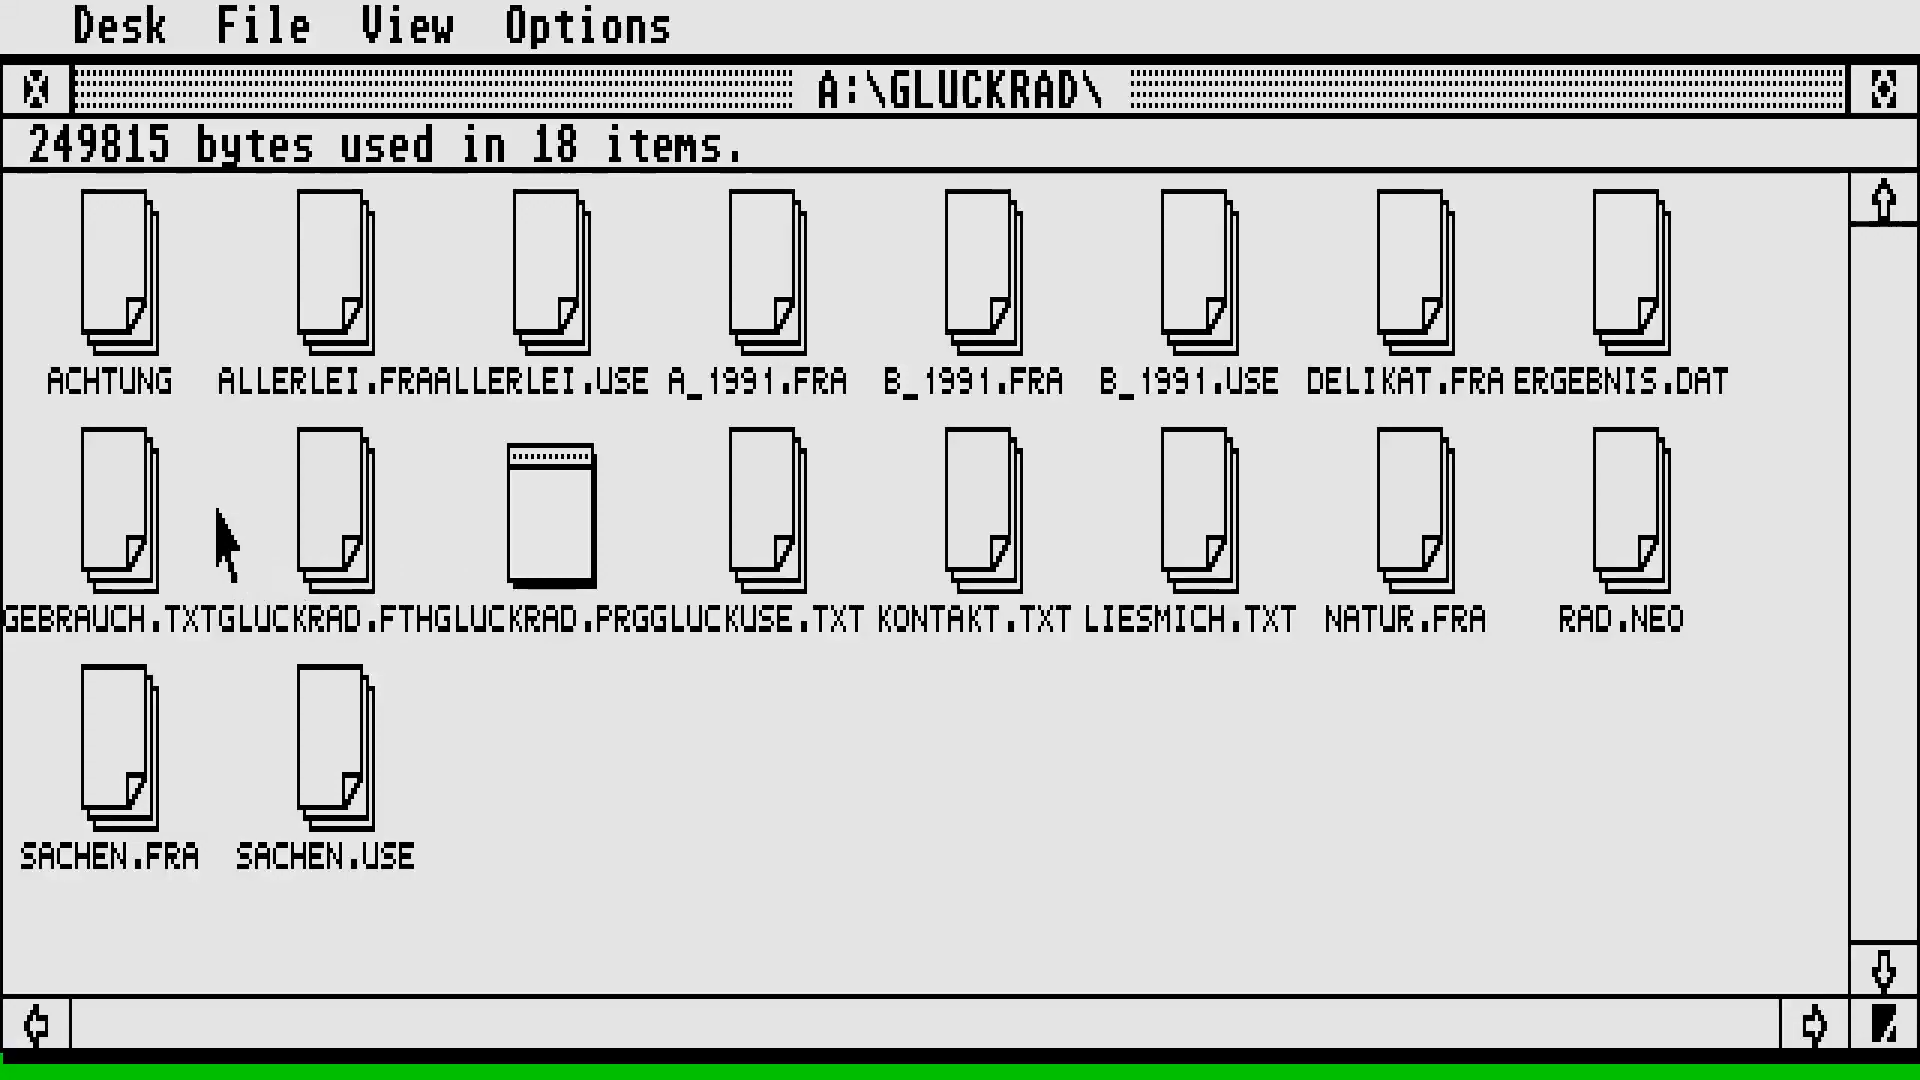 Desk File View Options
A:\GLUCKRAD\
249815 bytes used in 18 items.
ACHTUNG ALLERLEI.FRA ALLERLEI.USE A_1991.FRA B_1991.FRA B_1991.USE DELIKAT.FRA ERGEBNIS.DAT
GEBRAUCH.TXT GLUCKRAD.FTH GLUCKRAD.PRG GLUCKUSE.TXT KONTAKT.TXT LIESMICH.TXT NATUR.FRA RAD.NEO
SACHEN.FRA SACHEN.USE